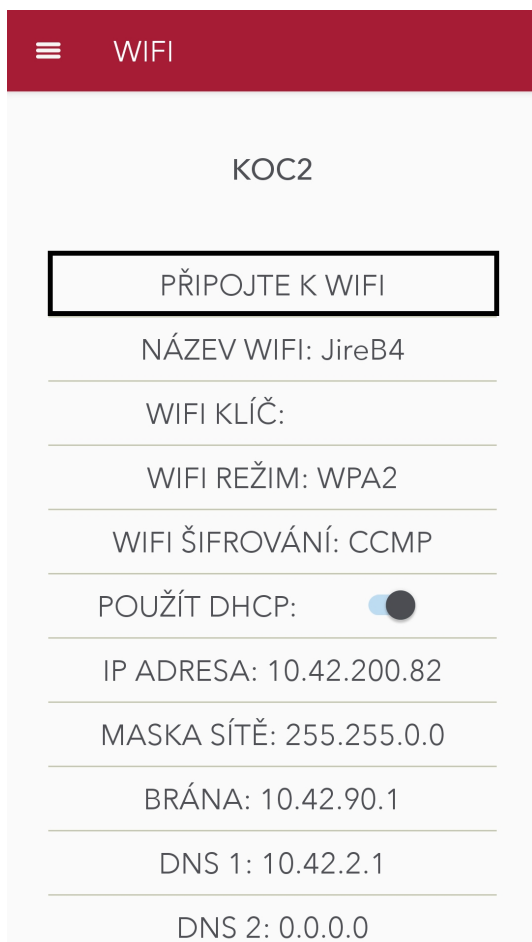 WIFI
KOC2
PŘIPOJTE K WIFI
NÁZEV WIFI: JireB4
WIFI KLÍČ:
WIFI REŽIM: WPA2
WIFI ŠIFROVÁNÍ: CCMP
POUŽÍT DHCP:
IP ADRESA: 10.42.200.82
MASKA SÍTĚ: 255.255.0.0
BRÁNA: 10.42.90.1
DNS 1: 10.42.2.1
DNS 2: 0.0.0.0